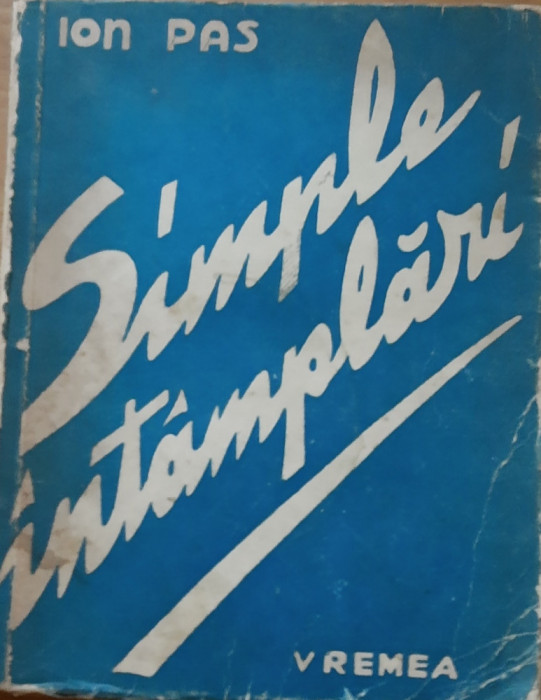 ION PAS
Simple
întâmplări
VREMEA